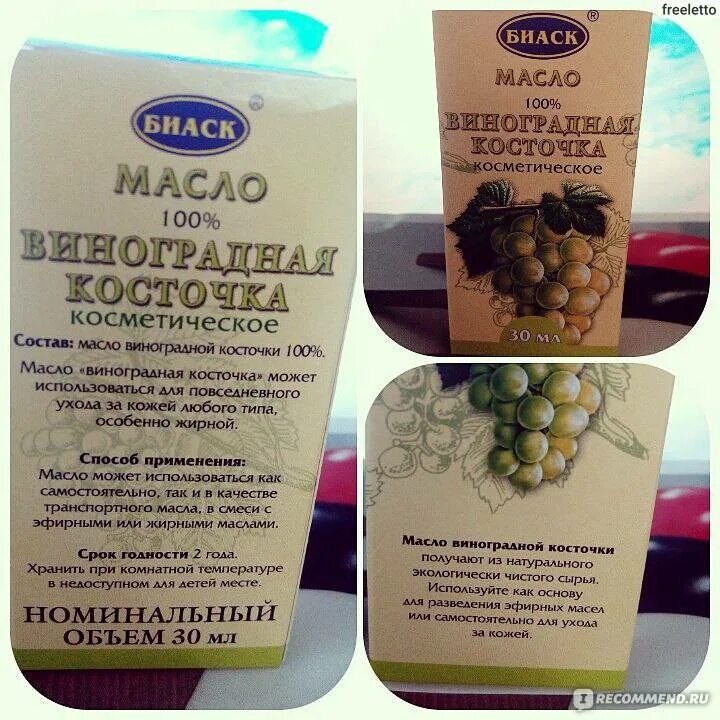 БИАСК ®
МАСЛО
100%
ВИНОГРАДНАЯ
КОСТОЧКА
косметическое
Состав: масло виноградной косточки 100%.
Масло «виноградная косточка» может
использоваться для повседневного
ухода за кожей любого типа,
особенно жирной.
Способ применения:
Масло может использоваться как
самостоятельно, так и в качестве
транспортного масла, в смеси с
эфирными или жирными маслами.
Срок годности 2 года.
Хранить при комнатной температуре
в недоступном для детей месте.
НОМИНАЛЬНЫЙ
ОБЪЕМ 30 мл
freeletto
БИАСК ®
МАСЛО
100%
ВИНОГРАДНАЯ
КОСТОЧКА
косметическое
30 мл
Масло виноградной косточки
получают из натурального
экологически чистого сырья.
Используйте как основу
для разведения эфирных масел
или самостоятельно для ухода
за кожей.
I RECOMMEND.RU